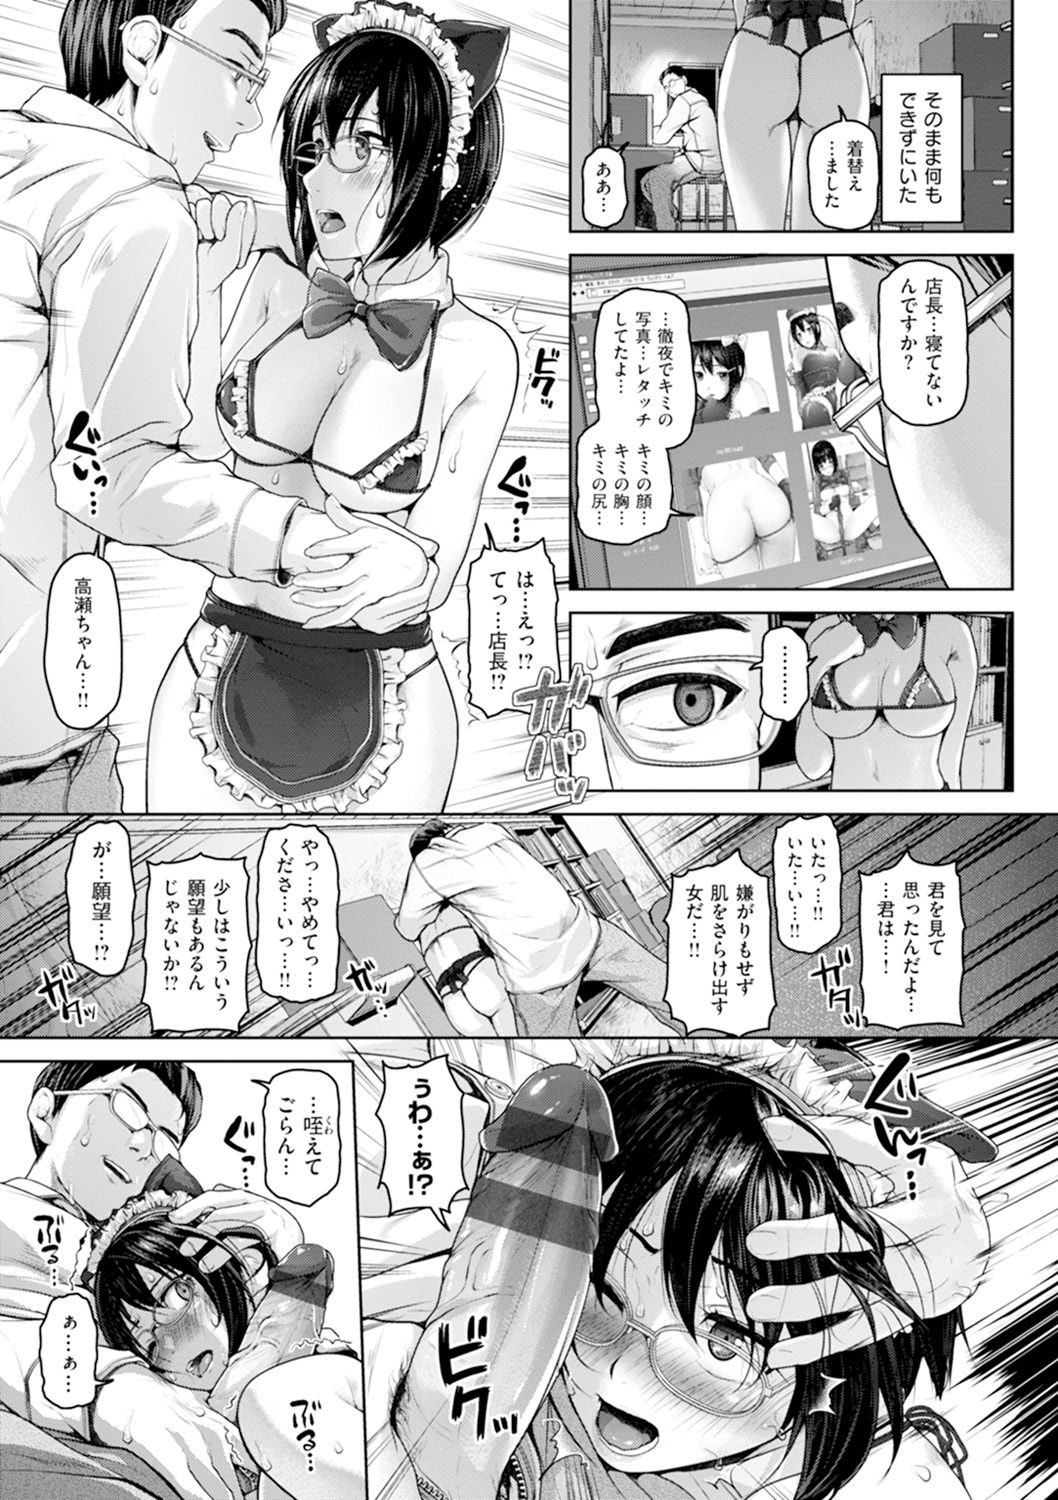 そのまま何も
できずにいた
着替え
…ました
ああ…
店長…寝てない
んですか?
…徹夜でキミの
写真…レタッチ
してたよ…
キミの顔…
キミの胸…
キミの尻…
………
………
は…えっ!?
てっ…店長!?
ガバッ
ビクッ
ぐっ…
ぐいっ…
高瀬ちゃん…!!
君を見て
思ったんだよ…
…君は…!
いたっ…!!
いた…い…!!
嫌がりもせず
肌をさらけ出す
女だ…!!
やっ…やめてっ…
くださ…いっ…!!
少しはこういう
願望もあるん
じゃないか!?
が…願望…!?
ガタッ
ガッ…
ガタッ
ぐんっ…
うわ…ぁ!?
ビクッ
…咥えて
くわ
ごらん…
ぐっ…
ぶる…
ぶるっ…
ぁ…ぁ…